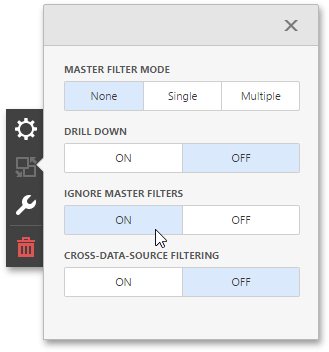 MASTER FILTER MODE
None Single Multiple
DRILL DOWN
ON OFF
IGNORE MASTER FILTERS
ON OFF
CROSS-DATA-SOURCE FILTERING
ON OFF